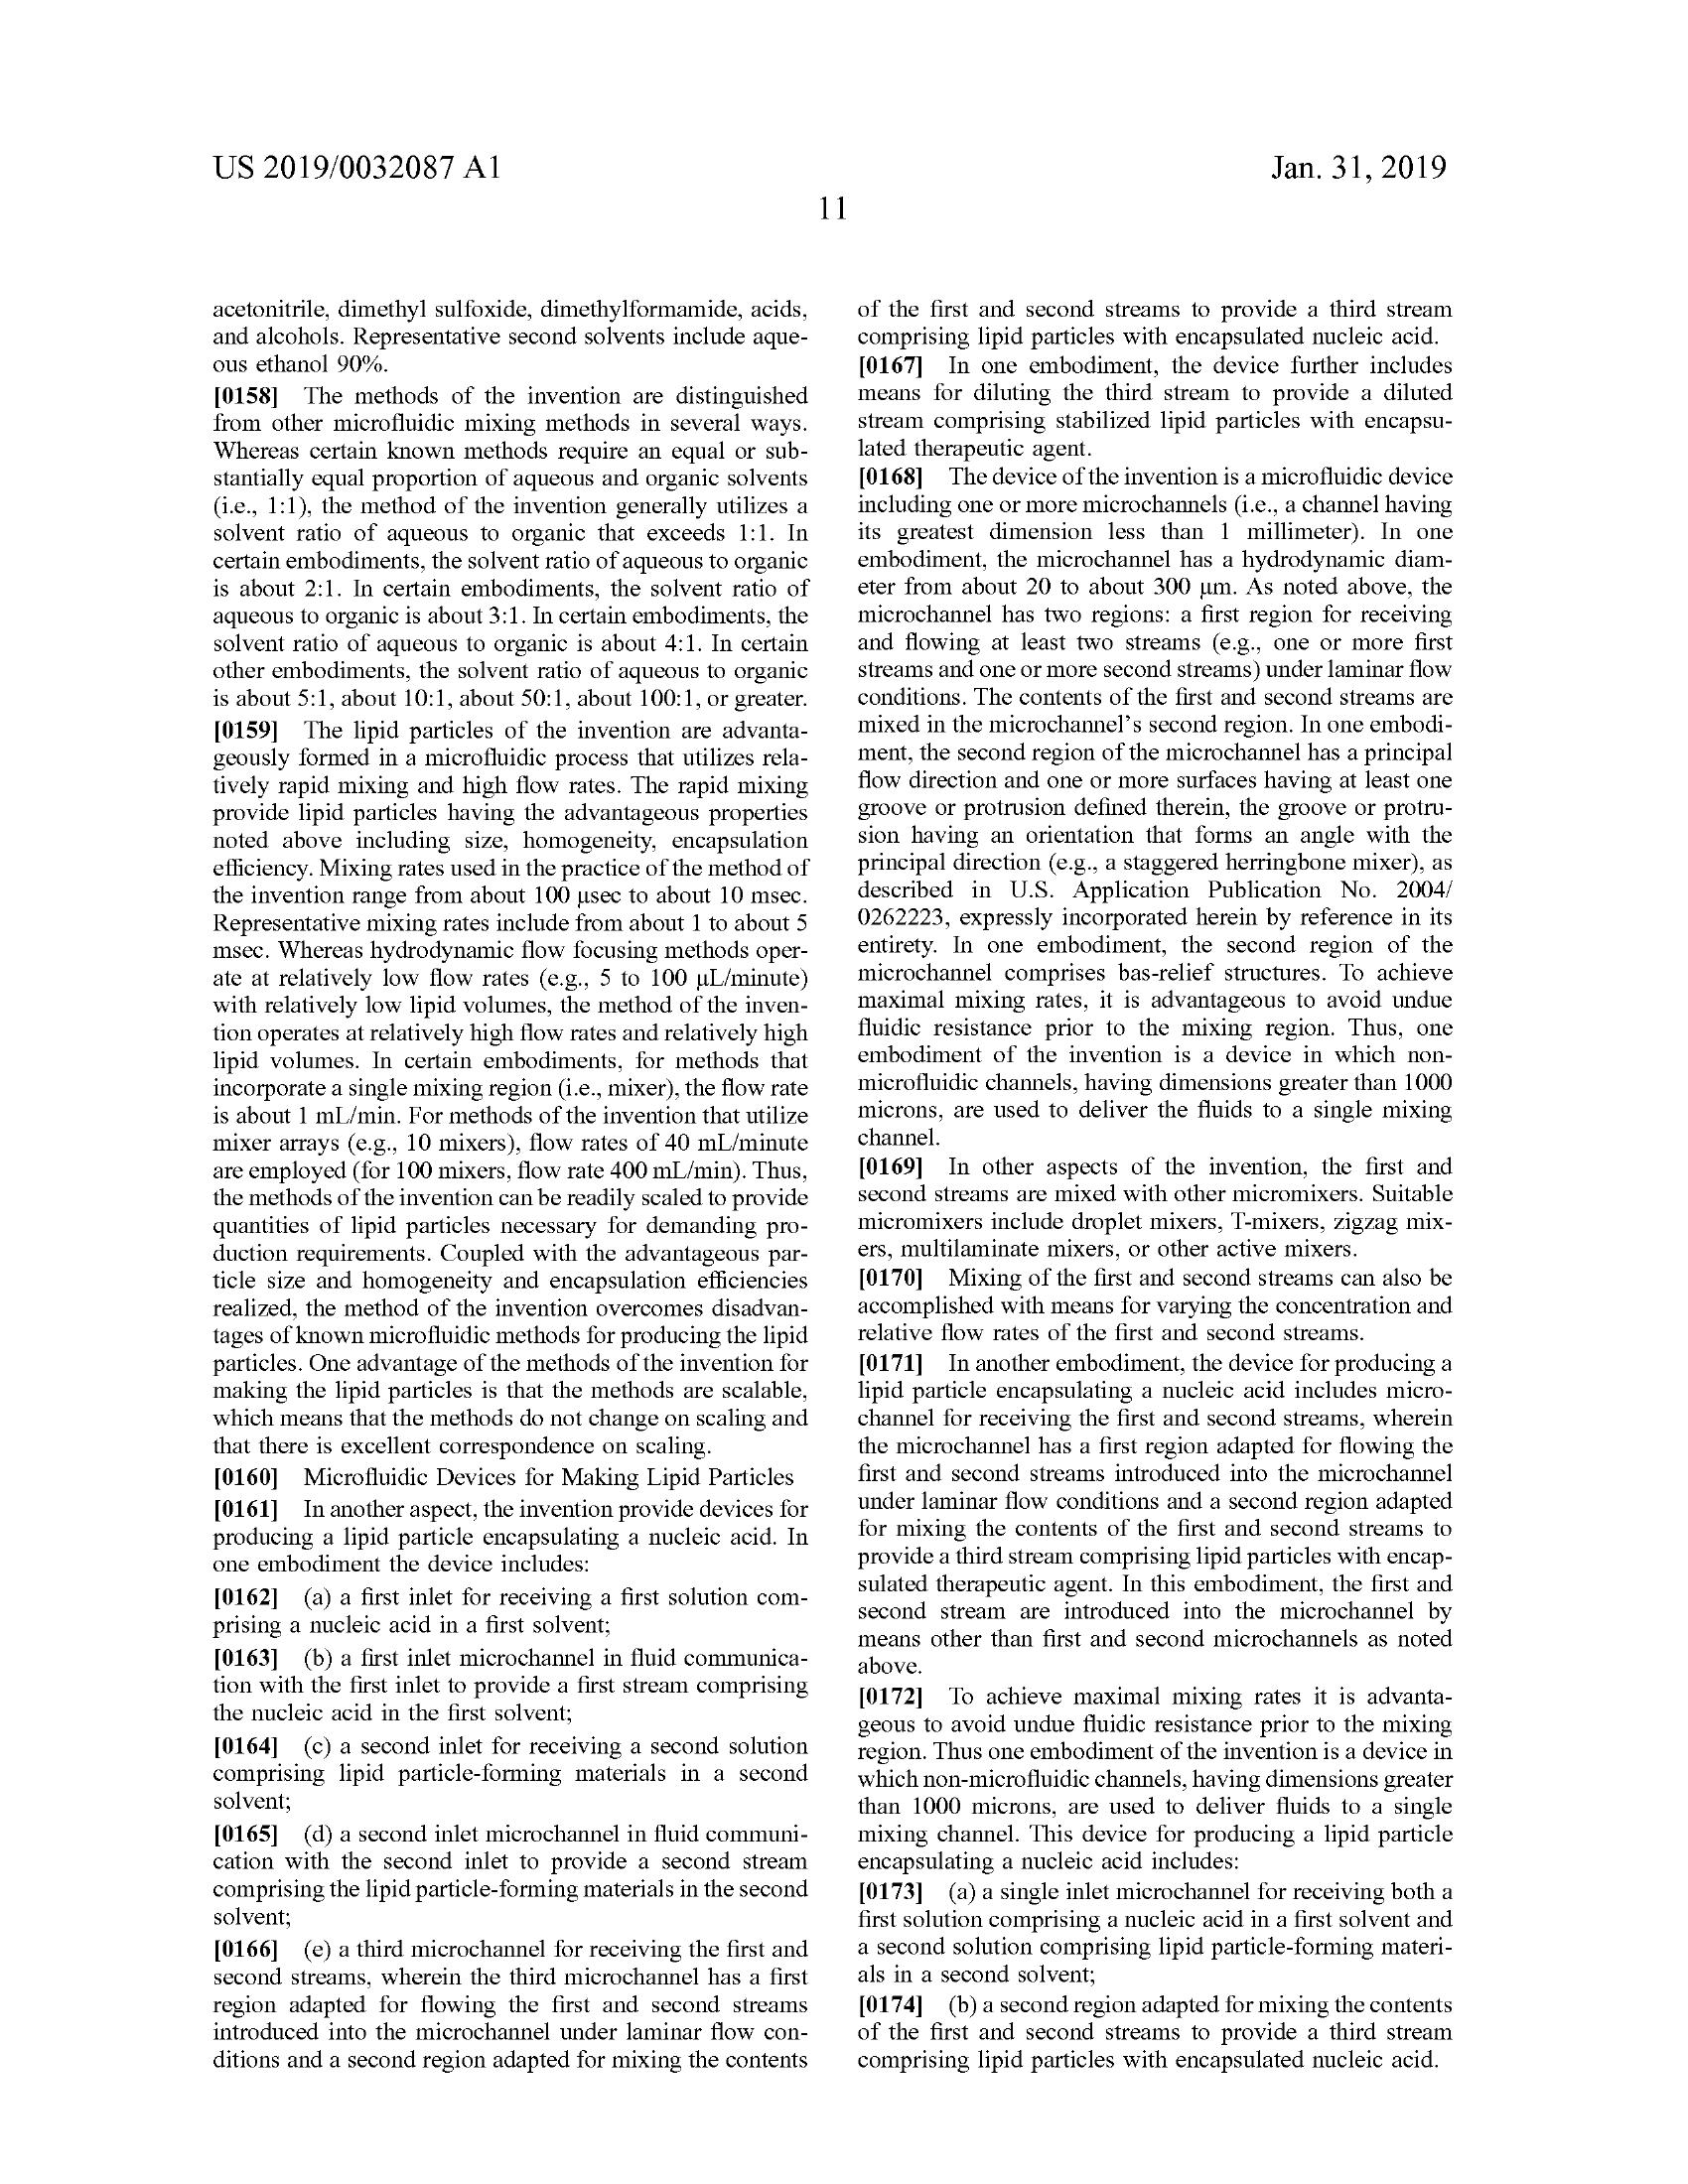 US 2019/0032087 A1
Jan. 31, 2019
11
acetonitrile, dimethyl sulfoxide, dimethylformamide, acids,
and alcohols. Representative second solvents include aque-
ous ethanol 90%.
[0158] The methods of the invention are distinguished
from other microfluidic mixing methods in several ways.
Whereas certain known methods require an equal or sub-
stantially equal proportion of aqueous and organic solvents
(i.e., 1:1), the method of the invention generally utilizes a
solvent ratio of aqueous to organic that exceeds 1:1. In
certain embodiments, the solvent ratio of aqueous to organic
is about 2:1. In certain embodiments, the solvent ratio of
aqueous to organic is about 3:1. In certain embodiments, the
solvent ratio of aqueous to organic is about 4:1. In certain
other embodiments, the solvent ratio of aqueous to organic
is about 5:1, about 10:1, about 50:1, about 100:1, or greater.
[0159] The lipid particles of the invention are advanta-
geously formed in a microfluidic process that utilizes rela-
tively rapid mixing and high flow rates. The rapid mixing
provide lipid particles having the advantageous properties
noted above including size, homogeneity, encapsulation
efficiency. Mixing rates used in the practice of the method of
the invention range from about 100 μsec to about 10 msec.
Representative mixing rates include from about 1 to about 5
msec. Whereas hydrodynamic flow focusing methods oper-
ate at relatively low flow rates (e.g., 5 to 100 μL/minute)
with relatively low lipid volumes, the method of the inven-
tion operates at relatively high flow rates and relatively high
lipid volumes. In certain embodiments, for methods that
incorporate a single mixing region (i.e., mixer), the flow rate
is about 1 mL/min. For methods of the invention that utilize
mixer arrays (e.g., 10 mixers), flow rates of 40 mL/minute
are employed (for 100 mixers, flow rate 400 mL/min). Thus,
the methods of the invention can be readily scaled to provide
quantities of lipid particles necessary for demanding pro-
duction requirements. Coupled with the advantageous par-
ticle size and homogeneity and encapsulation efficiencies
realized, the method of the invention overcomes disadvan-
tages of known microfluidic methods for producing the lipid
particles. One advantage of the methods of the invention for
making the lipid particles is that the methods are scalable,
which means that the methods do not change on scaling and
that there is excellent correspondence on scaling.
[0160] Microfluidic Devices for Making Lipid Particles
[0161] In another aspect, the invention provide devices for
producing a lipid particle encapsulating a nucleic acid. In
one embodiment the device includes:
[0162] (a) a first inlet for receiving a first solution com-
prising a nucleic acid in a first solvent;
[0163] (b) a first inlet microchannel in fluid communica-
tion with the first inlet to provide a first stream comprising
the nucleic acid in the first solvent;
[0164] (c) a second inlet for receiving a second solution
comprising lipid particle-forming materials in a second
solvent;
[0165] (d) a second inlet microchannel in fluid communi-
cation with the second inlet to provide a second stream
comprising the lipid particle-forming materials in the second
solvent;
[0166] (e) a third microchannel for receiving the first and
second streams, wherein the third microchannel has a first
region adapted for flowing the first and second streams
introduced into the microchannel under laminar flow con-
ditions and a second region adapted for mixing the contents
of the first and second streams to provide a third stream
comprising lipid particles with encapsulated nucleic acid.
[0167] In one embodiment, the device further includes
means for diluting the third stream to provide a diluted
stream comprising stabilized lipid particles with encapsu-
lated therapeutic agent.
[0168] The device of the invention is a microfluidic device
including one or more microchannels (i.e., a channel having
its greatest dimension less than 1 millimeter). In one
embodiment, the microchannel has a hydrodynamic diam-
eter from about 20 to about 300 μm. As noted above, the
microchannel has two regions: a first region for receiving
and flowing at least two streams (e.g., one or more first
streams and one or more second streams) under laminar flow
conditions. The contents of the first and second streams are
mixed in the microchannel's second region. In one embodi-
ment, the second region of the microchannel has a principal
flow direction and one or more surfaces having at least one
groove or protrusion defined therein, the groove or protru-
sion having an orientation that forms an angle with the
principal direction (e.g., a staggered herringbone mixer), as
described in U.S. Application Publication No. 2004/
0262223, expressly incorporated herein by reference in its
entirety. In one embodiment, the second region of the
microchannel comprises bas-relief structures. To achieve
maximal mixing rates, it is advantageous to avoid undue
fluidic resistance prior to the mixing region. Thus, one
embodiment of the invention is a device in which non-
microfluidic channels, having dimensions greater than 1000
microns, are used to deliver the fluids to a single mixing
channel.
[0169] In other aspects of the invention, the first and
second streams are mixed with other micromixers. Suitable
micromixers include droplet mixers, T-mixers, zigzag mix-
ers, multilaminate mixers, or other active mixers.
[0170] Mixing of the first and second streams can also be
accomplished with means for varying the concentration and
relative flow rates of the first and second streams.
[0171] In another embodiment, the device for producing a
lipid particle encapsulating a nucleic acid includes micro-
channel for receiving the first and second streams, wherein
the microchannel has a first region adapted for flowing the
first and second streams introduced into the microchannel
under laminar flow conditions and a second region adapted
for mixing the contents of the first and second streams to
provide a third stream comprising lipid particles with encap-
sulated therapeutic agent. In this embodiment, the first and
second stream are introduced into the microchannel by
means other than first and second microchannels as noted
above.
[0172] To achieve maximal mixing rates it is advanta-
geous to avoid undue fluidic resistance prior to the mixing
region. Thus one embodiment of the invention is a device in
which non-microfluidic channels, having dimensions greater
than 1000 microns, are used to deliver fluids to a single
mixing channel. This device for producing a lipid particle
encapsulating a nucleic acid includes:
[0173] (a) a single inlet microchannel for receiving both a
first solution comprising a nucleic acid in a first solvent and
a second solution comprising lipid particle-forming materi-
als in a second solvent;
[0174] (b) a second region adapted for mixing the contents
of the first and second streams to provide a third stream
comprising lipid particles with encapsulated nucleic acid.